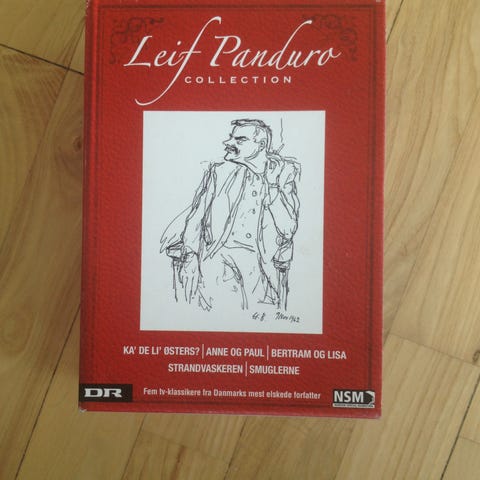 Leif Panduro
COLLECTION
KA' DE LI' ØSTERS? | ANNE OG PAUL | BERTRAM OG LISA
STRANDVASKEREN | SMUGLERNE
DR
Fem tv-klassikere fra Danmarks mest elskede forfatter
NSM